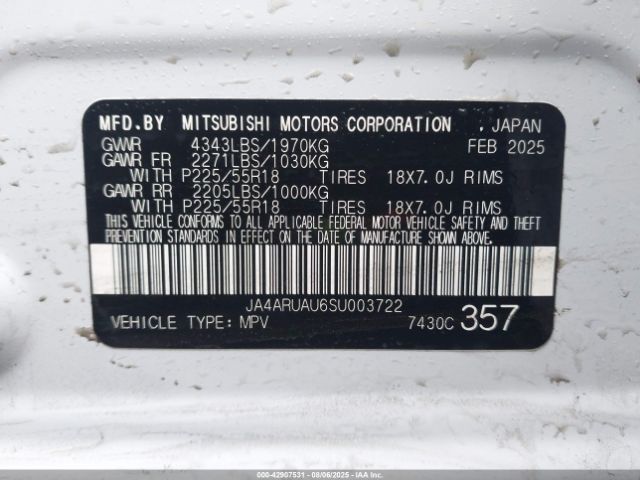 MFD.BY MITSUBISHI MOTORS CORPORATION , JAPAN
GVWR 4343LBS/1970KG FEB 2025
GAWR FR 2271LBS/1030KG
WITH P225/55R18 TIRES 18X7.0J RIMS
GAWR RR 2205LBS/1000KG
WITH P225/55R18 TIRES 18X7.0J RIMS
THIS VEHICLE CONFORMS TO ALL APPLICABLE FEDERAL MOTOR VEHICLE SAFETY AND THEFT
PREVENTION STANDARDS IN EFFECT ON THE DATE OF MANUFACTURE SHOWN ABOVE.
JA4ARUAU6SU003722
VEHICLE TYPE: MPV 7430C 357
000-42907531 - 08/06/2025 - IAAI.com